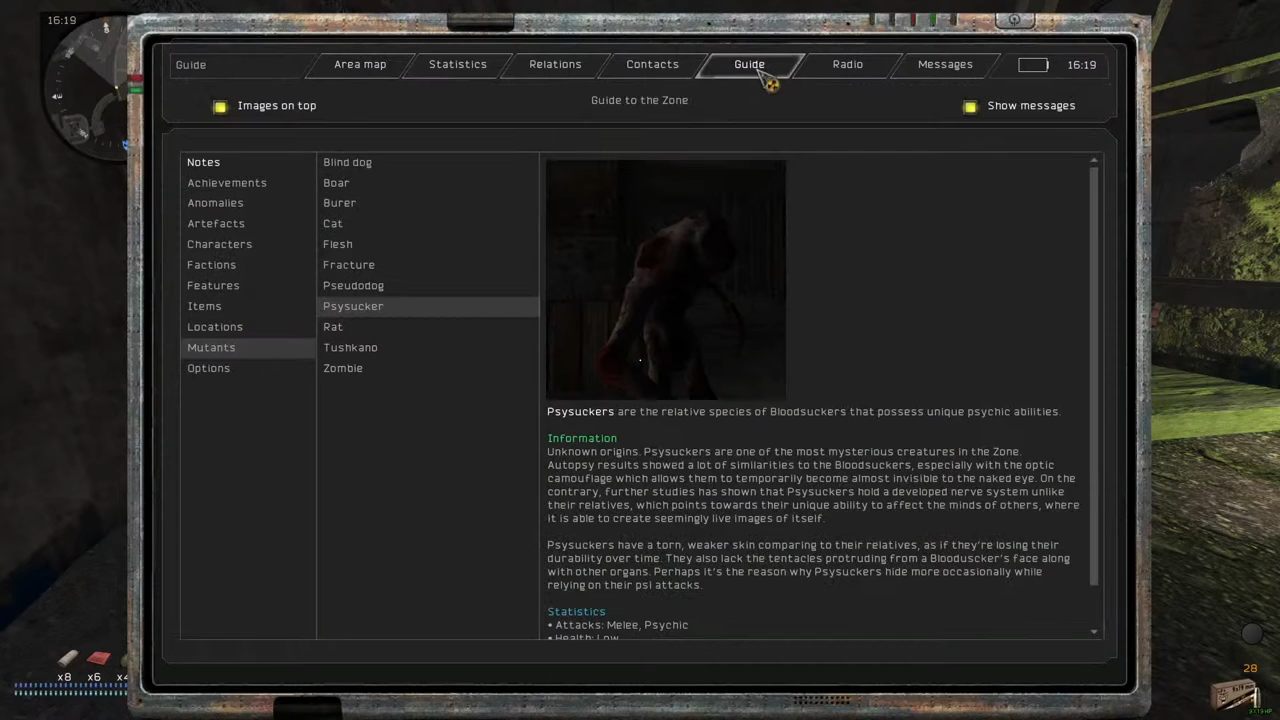 16:19
Guide
Area map
Statistics
Relations
Contacts
Guide
Radio
Messages
16:19
Images on top
Guide to the Zone
Show messages
Notes
Achievements
Anomalies
Artefacts
Characters
Factions
Features
Items
Locations
Mutants
Options
Blind dog
Boar
Burer
Cat
Flesh
Fracture
Pseudodog
Psysucker
Rat
Tushkano
Zombie
Psysuckers are the relative species of Bloodsuckers that possess unique psychic abilities.
Information
Unknown origins. Psysuckers are one of the most mysterious creatures in the Zone.
Autopsy results showed a lot of similarities to the Bloodsuckers, especially with the optic
camouflage which allows them to temporarily become almost invisible to the naked eye. On the
contrary, further studies has shown that Psysuckers hold a developed nerve system unlike
their relatives, which points towards their unique ability to affect the minds of others, where
it is able to create seemingly live images of itself.
Psysuckers have a torn, weaker skin comparing to their relatives, as if they're losing their
durability over time. They also lack the tentacles protruding from a Blooduscker's face along
with other organs. Perhaps it's the reason why Psysuckers hide more occasionally while
relying on their psi attacks.
Statistics
• Attacks: Melee, Psychic
• Health: Low
x8
x6
28
9X19 HP